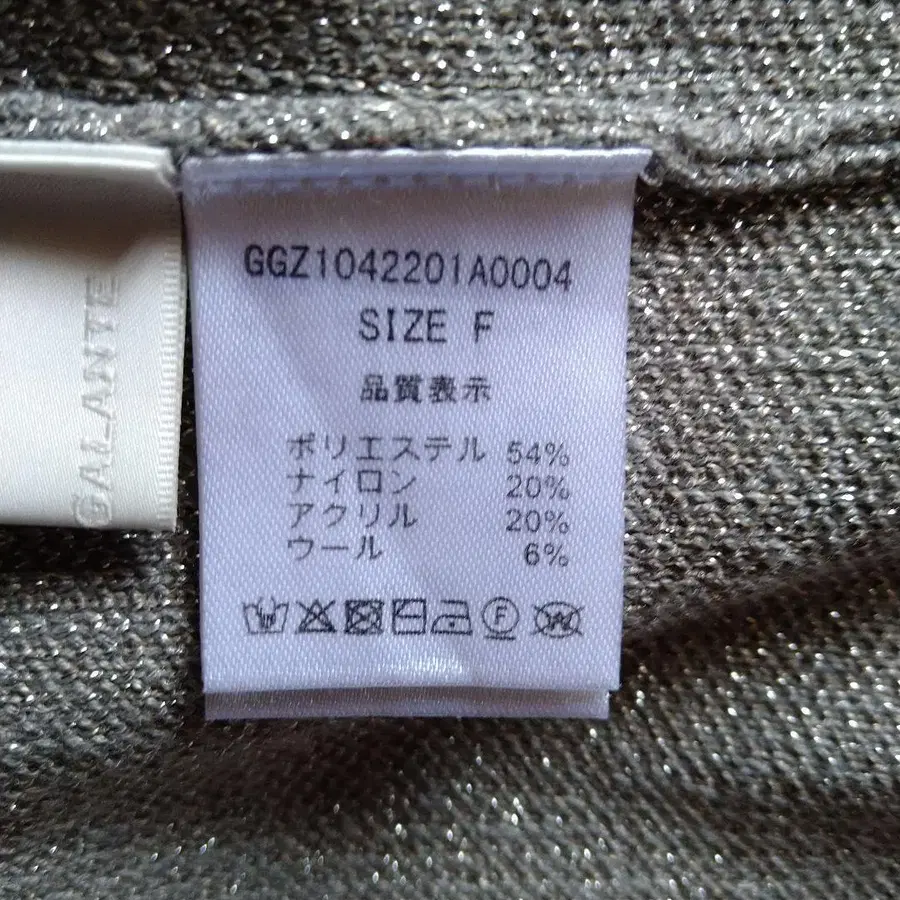 GALANTE
GGZ1042201A0004
SIZE F
品質表示
ポリエステル 54%
ナイロン 20%
アクリル 20%
ウール 6%
F
W